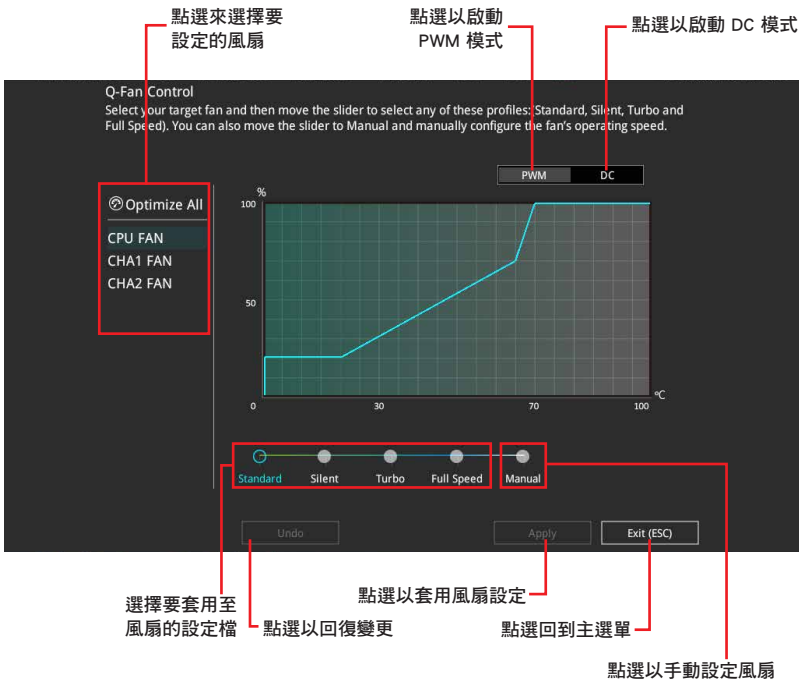 點選來選擇要
設定的風扇
點選以啟動
PWM 模式
點選以啟動 DC 模式
Q-Fan Control
Select your target fan and then move the slider to select any of these profiles:(Standard, Silent, Turbo and
Full Speed). You can also move the slider to Manual and manually configure the fan's operating speed.
PWM
DC
Optimize All
CPU FAN
CHA1 FAN
CHA2 FAN
%
100
50
0
30
70
100
℃
Standard
Silent
Turbo
Full Speed
Manual
Undo
Apply
Exit (ESC)
選擇要套用至
風扇的設定檔
點選以回復變更
點選以套用風扇設定
點選回到主選單
點選以手動設定風扇